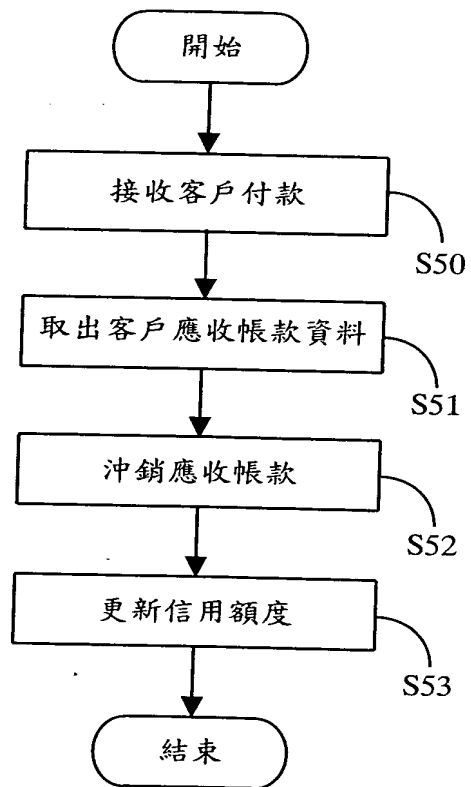 開始
接收客戶付款
S50
取出客戶應收帳款資料
S51
沖銷應收帳款
S52
更新信用額度
S53
結束